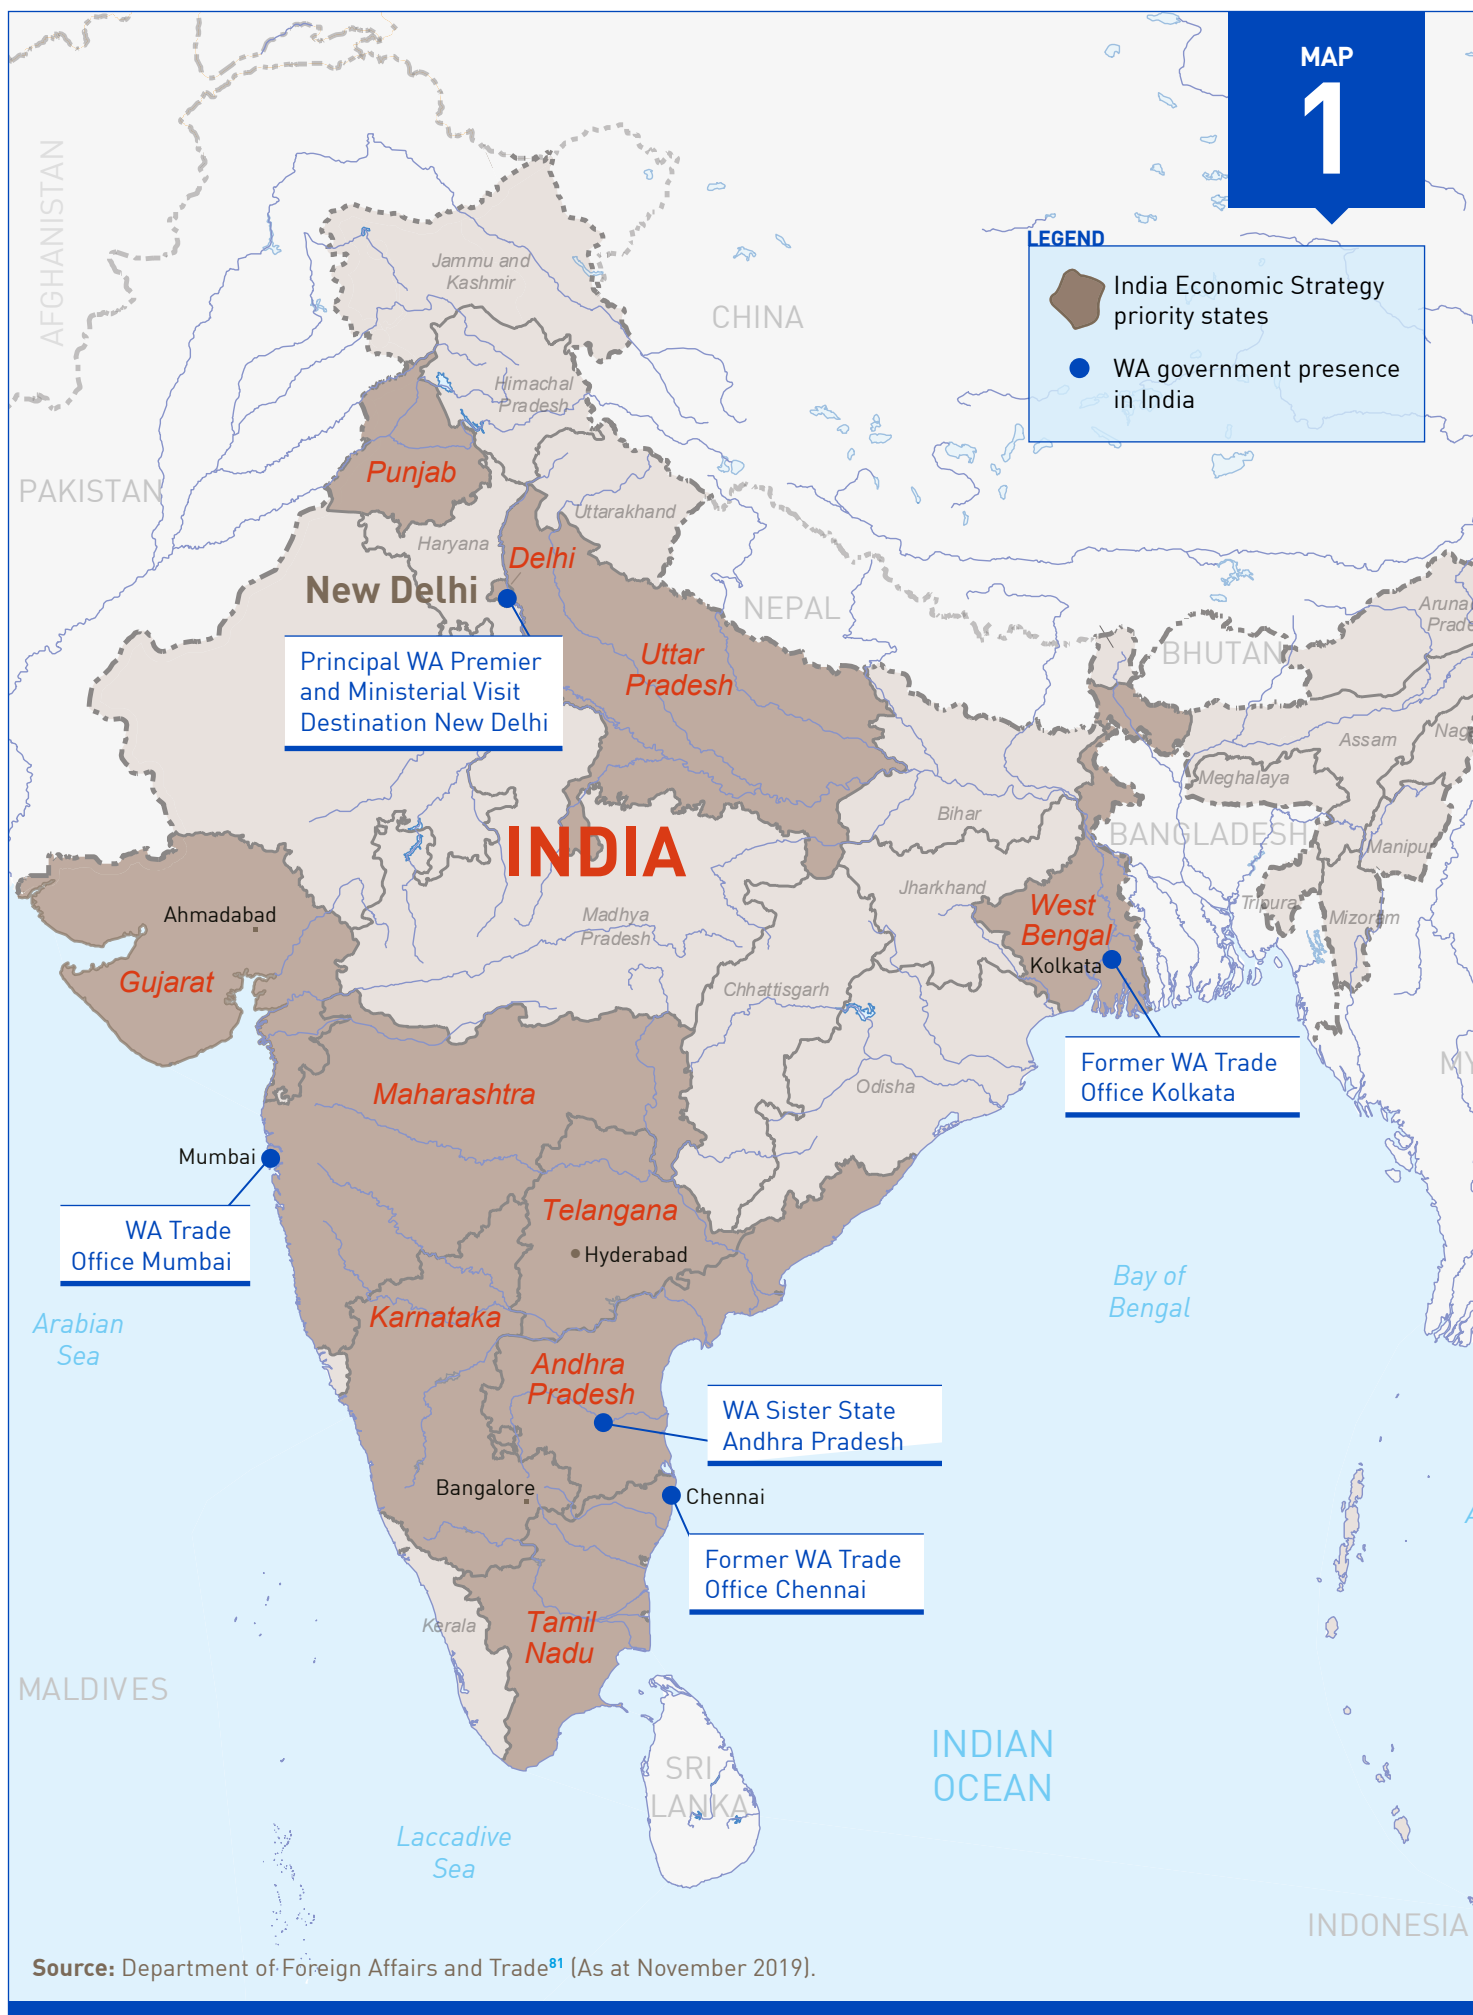 MAP
1
LEGEND
India Economic Strategy
priority states
WA government presence
in India
AFGHANISTAN
Jammu and
Kashmir
CHINA
Himachal
Pradesh
Punjab
PAKISTAN
Uttarakhand
Haryana
Delhi
New Delhi
NEPAL
Principal WA Premier
and Ministerial Visit
Destination New Delhi
Uttar
Pradesh
BHUTAN
Aruna
Prade
Assam
Nag
Meghalaya
Bihar
BANGLADESH
INDIA
Manipu
Jharkhand
Tripura
Mizoram
Ahmadabad
Madhya
Pradesh
West
Bengal
Kolkata
Gujarat
Chhattisgarh
Former WA Trade
Office Kolkata
MY
Odisha
Maharashtra
Mumbai
WA Trade
Office Mumbai
Telangana
Hyderabad
Bay of
Bengal
Arabian
Sea
Karnataka
Andhra
Pradesh
WA Sister State
Andhra Pradesh
Bangalore
Chennai
Former WA Trade
Office Chennai
A
Kerala
Tamil
Nadu
MALDIVES
SRI
LANKA
INDIAN
OCEAN
Laccadive
Sea
INDONESIA
Source: Department of Foreign Affairs and Trade81 (As at November 2019).